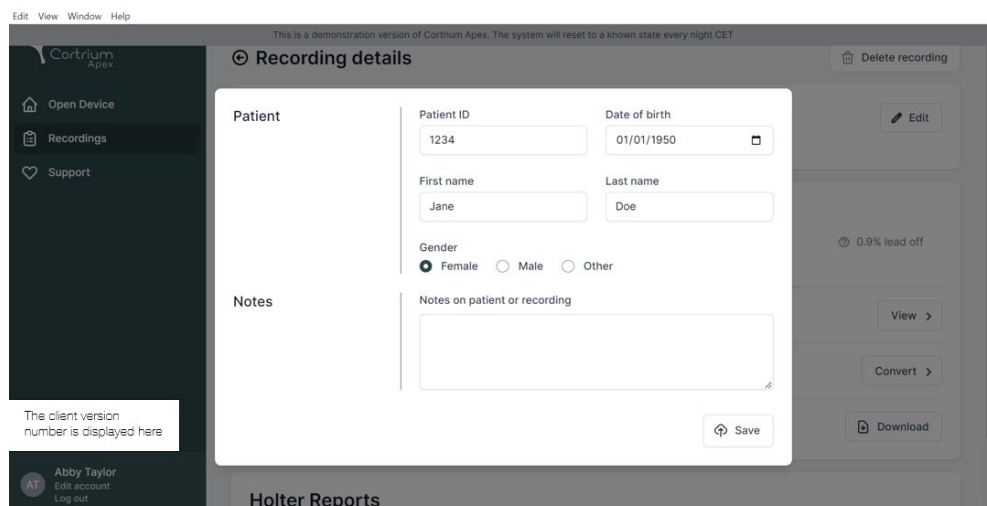 Edit View Window Help
This is a demonstration version of Cortrium Apex. The system will reset to a known state every night CET
Cortrium
Apex
Recording details
Delete recording
Open Device
Recordings
Support
Edit
Patient
Patient ID
Date of birth
1234
01/01/1950
First name
Last name
Jane
Doe
0.9% lead off
Gender
Female
Male
Other
Notes
Notes on patient or recording
View
Convert
The client version
number is displayed here
Save
Download
AT
Abby Taylor
Edit account
Log out
Holter Reports